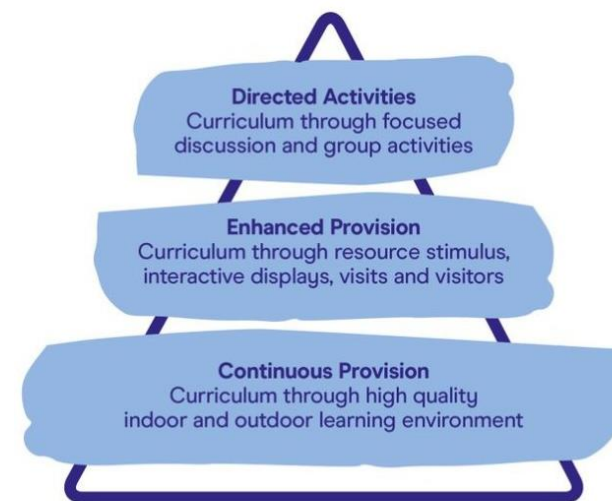 Directed Activities
Curriculum through focused
discussion and group activities
Enhanced Provision
Curriculum through resource stimulus,
interactive displays, visits and visitors
Continuous Provision
Curriculum through high quality
indoor and outdoor learning environment